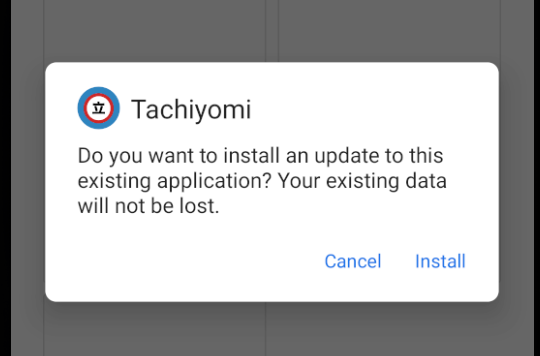 立 Tachiyomi
Do you want to install an update to this
existing application? Your existing data
will not be lost.
Cancel Install